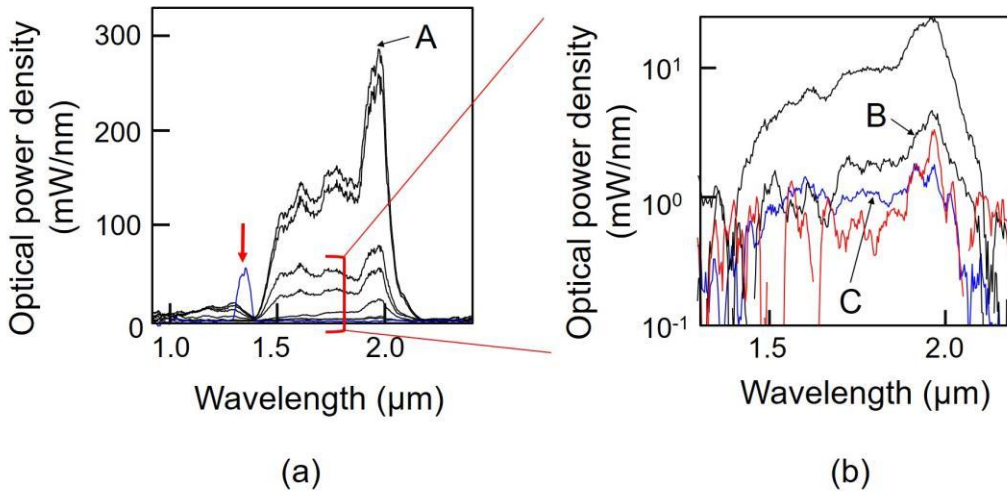 Optical power density
(mW/nm)
300
200
100
0
A
1.0
1.5
2.0
Wavelength (μm)
(a)
Optical power density
(mW/nm)
10¹
10⁰
10⁻¹
B
C
1.5
2.0
Wavelength (μm)
(b)